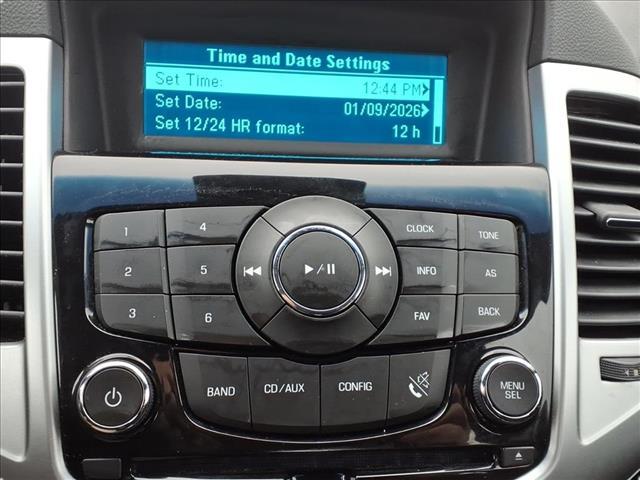 Time and Date Settings
Set Time: 12:44 PM
Set Date: 01/09/2026
Set 12/24 HR format: 12 h
1 4 CLOCK TONE
2 5 INFO AS
3 6 FAV BACK
BAND CD/AUX CONFIG
MENU
SEL